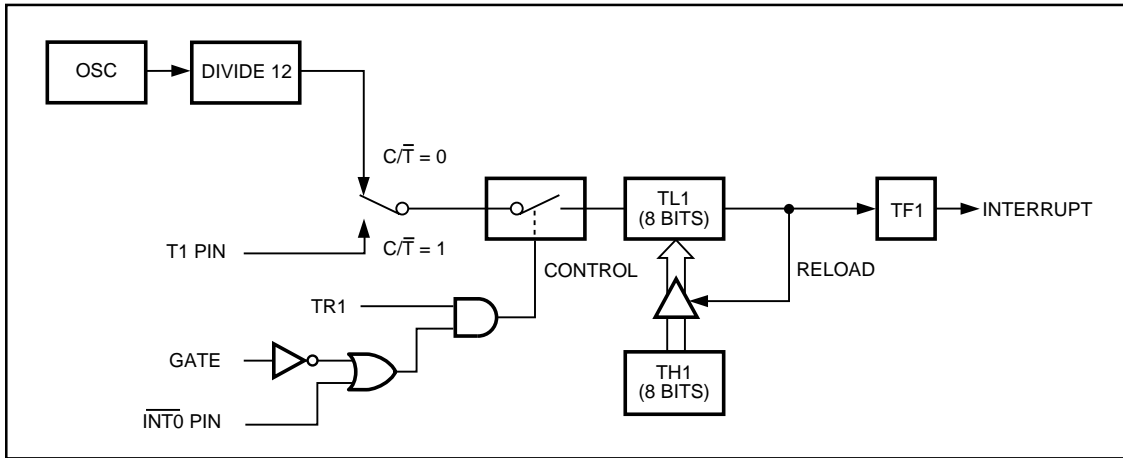 OSC
DIVIDE 12
C/T̅ = 0
TL1
(8 BITS)
TF1
INTERRUPT
T1 PIN
C/T̅ = 1
CONTROL
RELOAD
TR1
GATE
TH1
(8 BITS)
I̅N̅T̅0̅ PIN